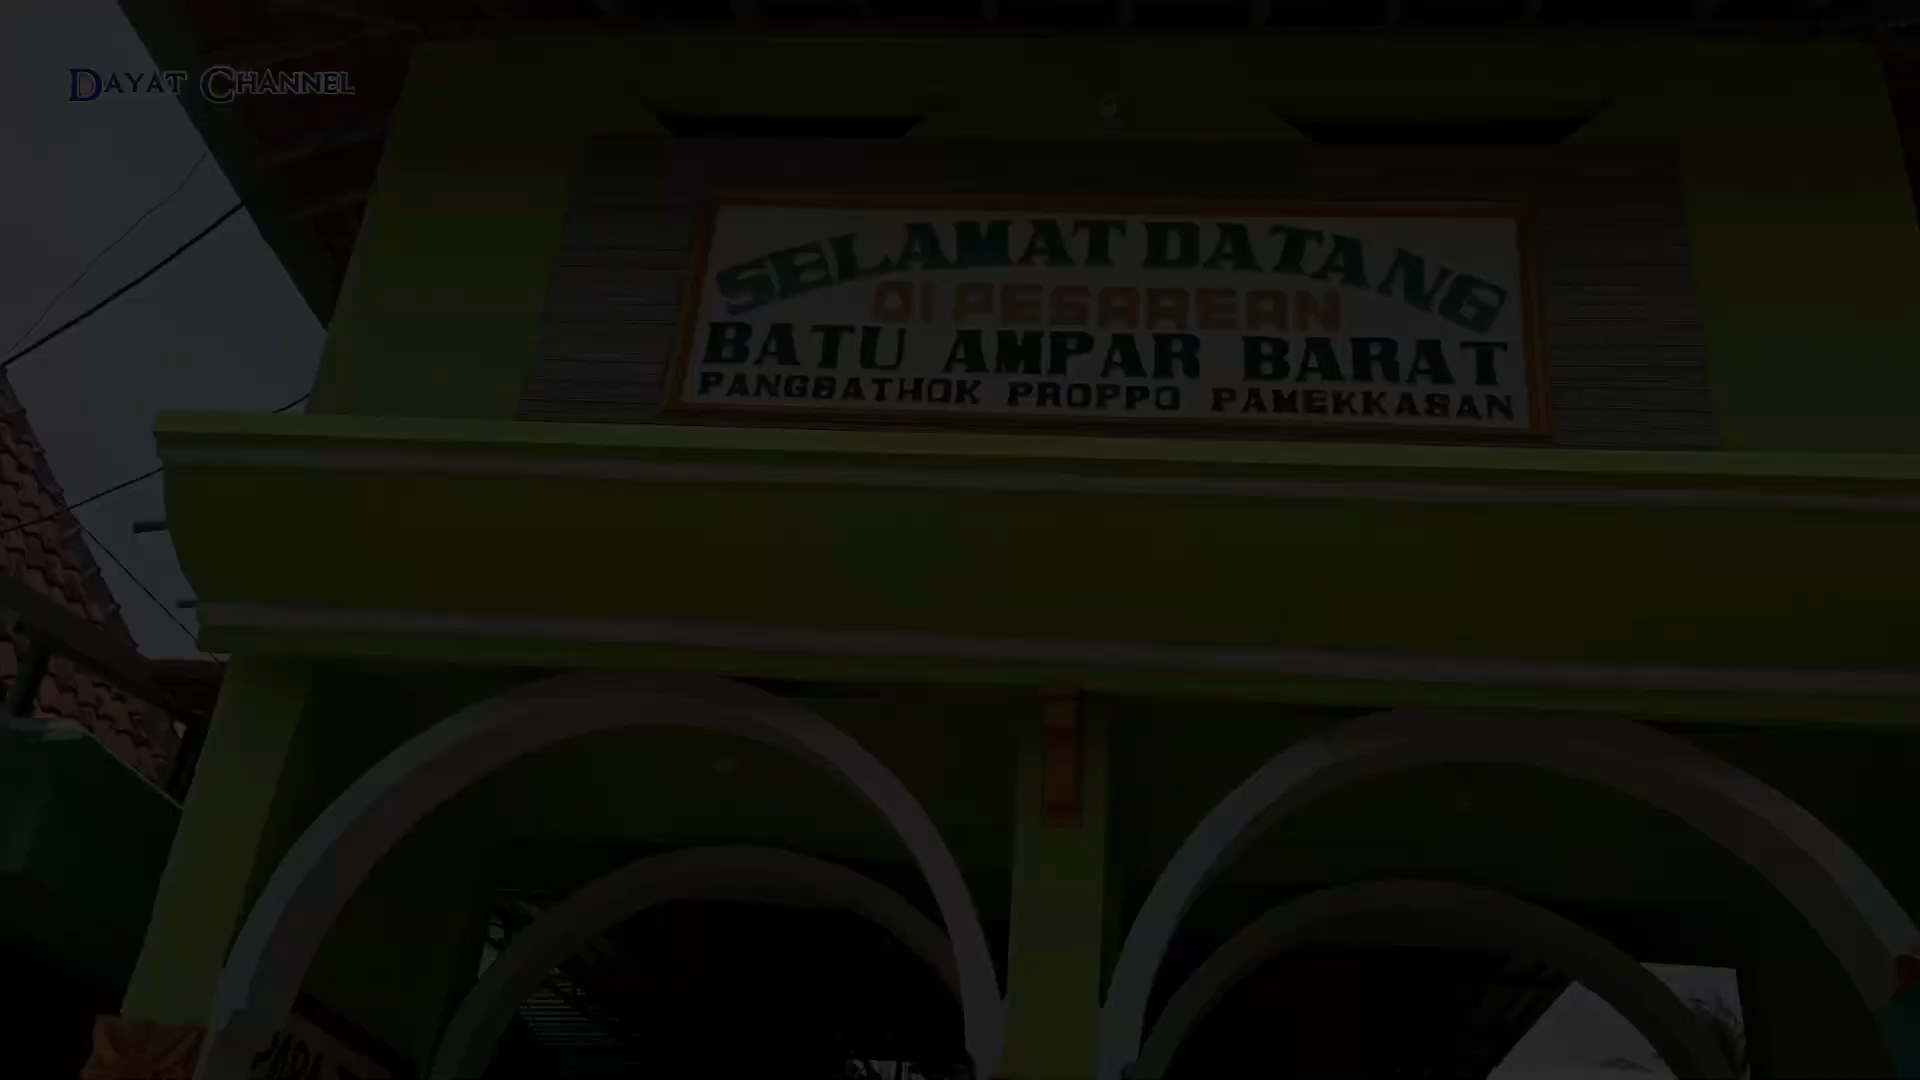 DAYAT CHANNEL
SELAMAT DATANG
DI PESAREAN
BATU AMPAR BARAT
PANGBATHOK PROPPO PAMEKKASAN